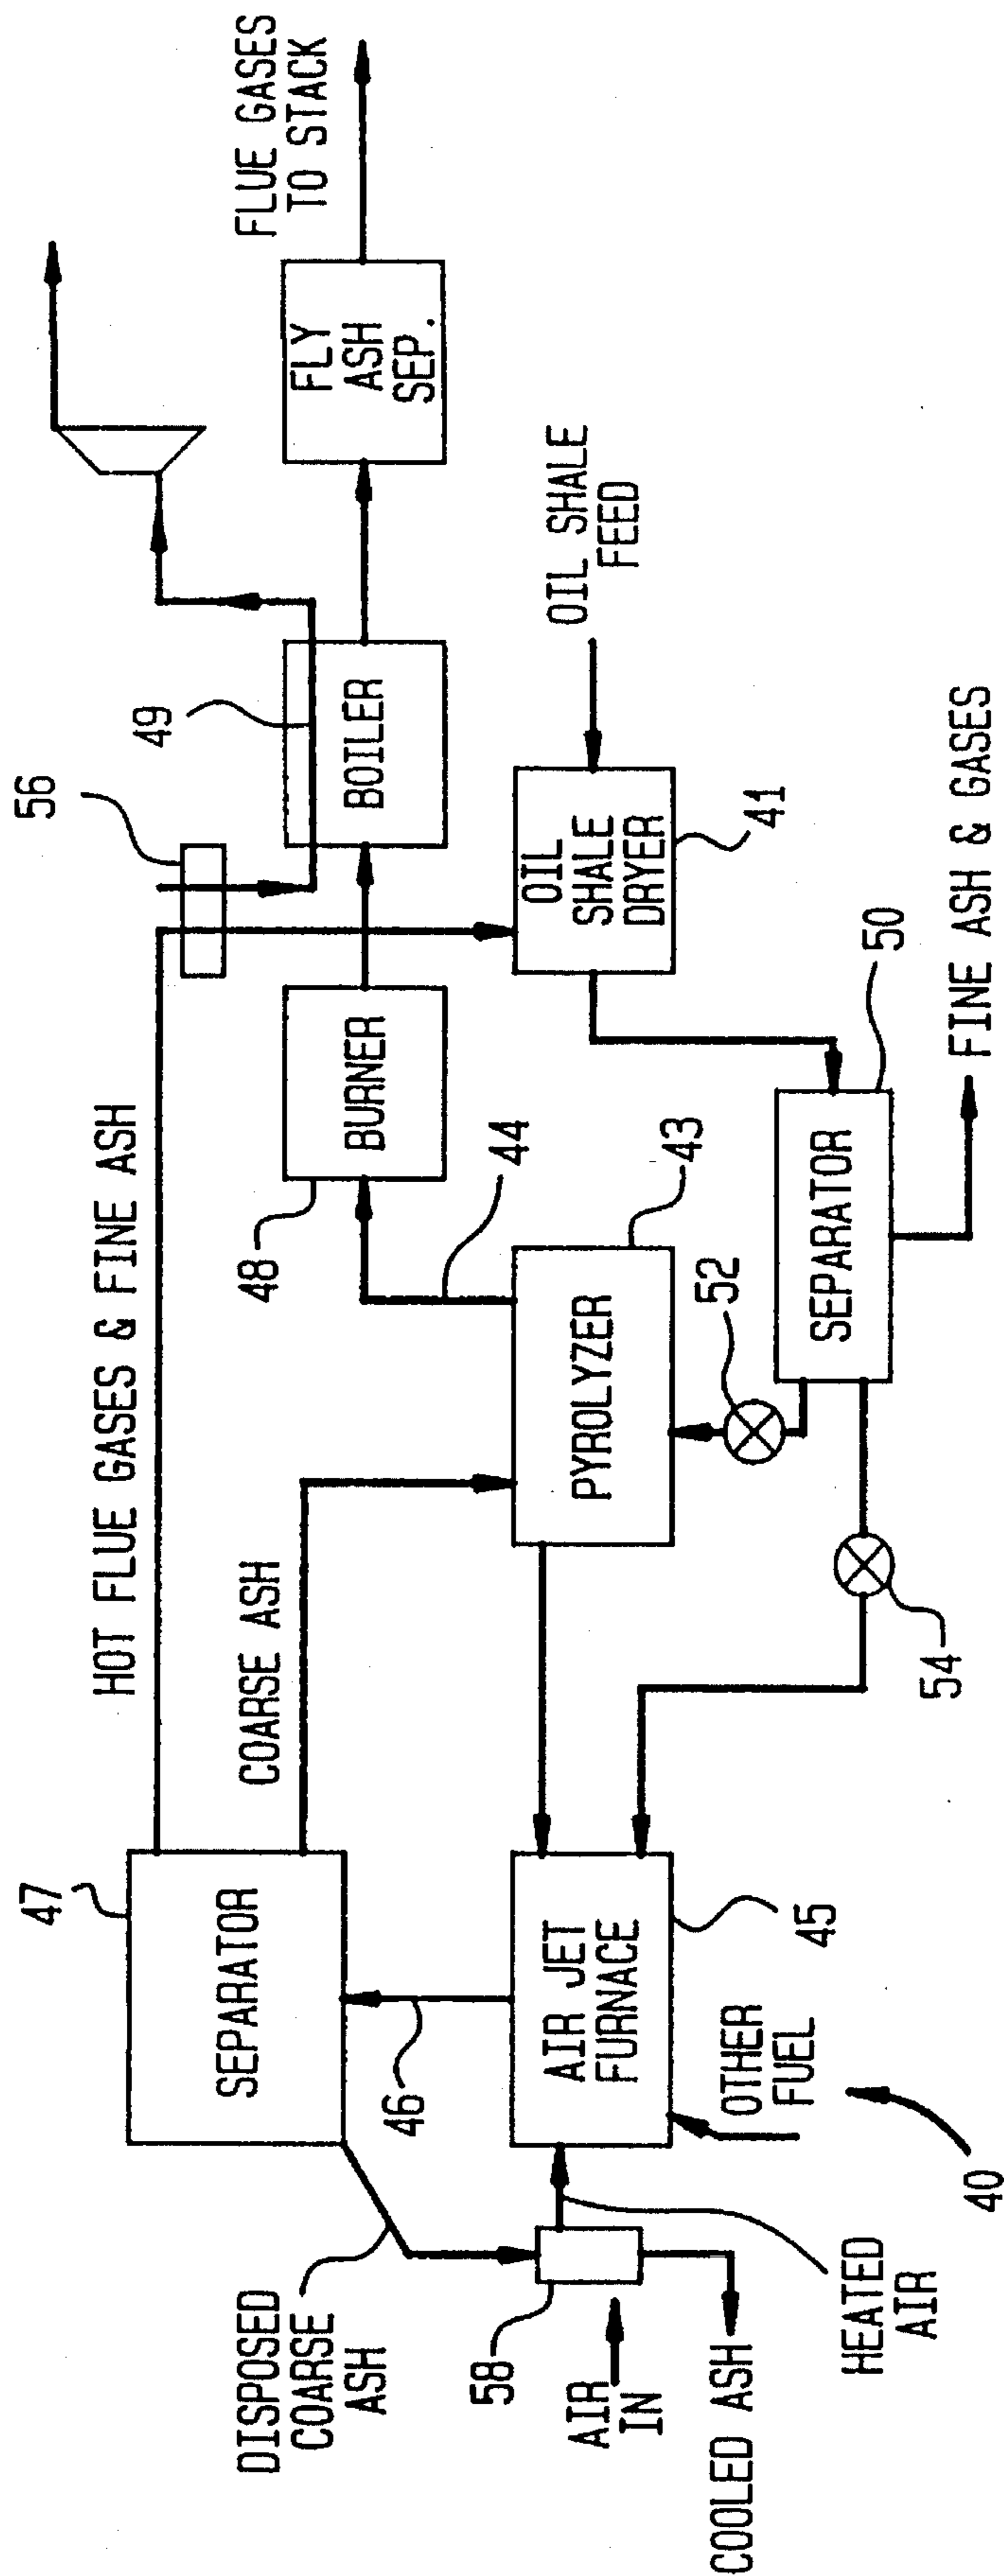 FLUE GASES
TO STACK
HOT FLUE GASES & FINE ASH
56
49
47
COARSE ASH
48
BURNER
BOILER
FLY
ASH
SEP.
SEPARATOR
44
DISPOSED
COARSE
ASH
46
43
OIL SHALE
FEED
OIL
SHALE
DRYER
41
58
AIR
IN
AIR JET
FURNACE
45
PYROLYZER
52
50
SEPARATOR
54
FINE ASH & GASES
COOLED ASH
HEATED
AIR
OTHER
FUEL
40